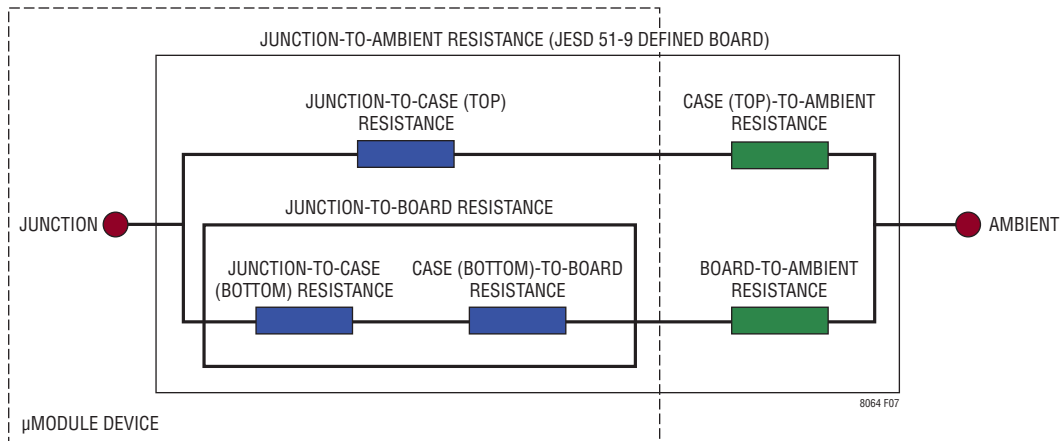 JUNCTION-TO-AMBIENT RESISTANCE (JESD 51-9 DEFINED BOARD)
JUNCTION-TO-CASE (TOP)
RESISTANCE
CASE (TOP)-TO-AMBIENT
RESISTANCE
JUNCTION
JUNCTION-TO-BOARD RESISTANCE
AMBIENT
JUNCTION-TO-CASE
(BOTTOM) RESISTANCE
CASE (BOTTOM)-TO-BOARD
RESISTANCE
BOARD-TO-AMBIENT
RESISTANCE
8064 F07
µMODULE DEVICE